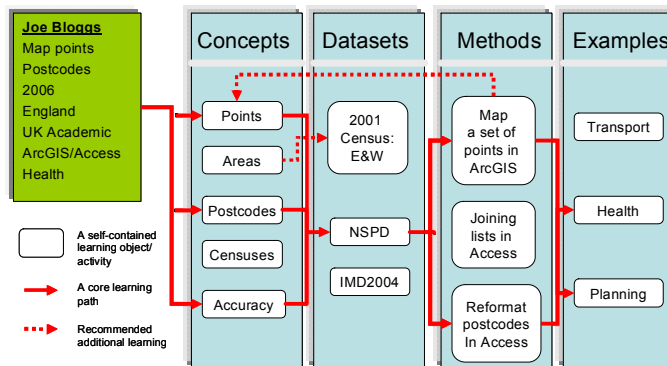 Joe Bloggs
Map points
Postcodes
2006
England
UK Academic
ArcGIS/Access
Health
A self-contained
learning object/
activity
A core learning
path
Recommended
additional learning
Concepts
Points
Areas
Postcodes
Censuses
Accuracy
Datasets
2001
Census:
E&W
NSPD
IMD2004
Methods
Map
a set of
points in
ArcGIS
Joining
lists in
Access
Reformat
postcodes
In Access
Examples
Transport
Health
Planning